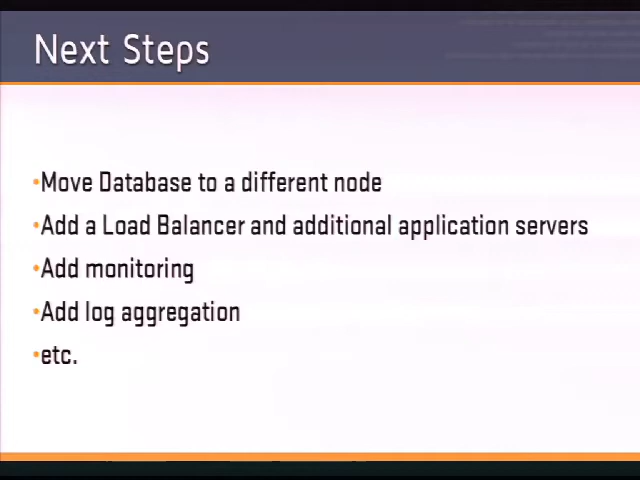 Next Steps
•Move Database to a different node
•Add a Load Balancer and additional application servers
•Add monitoring
•Add log aggregation
•etc.